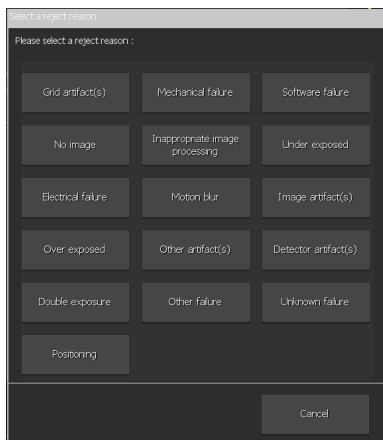 Select a reject reason
Please select a reject reason :
Grid artifact(s)
Mechanical failure
Software failure
No image
Inappropriate image
processing
Under exposed
Electrical failure
Motion blur
Image artifact(s)
Over exposed
Other artifact(s)
Detector artifact(s)
Double exposure
Other failure
Unknown failure
Positioning
Cancel